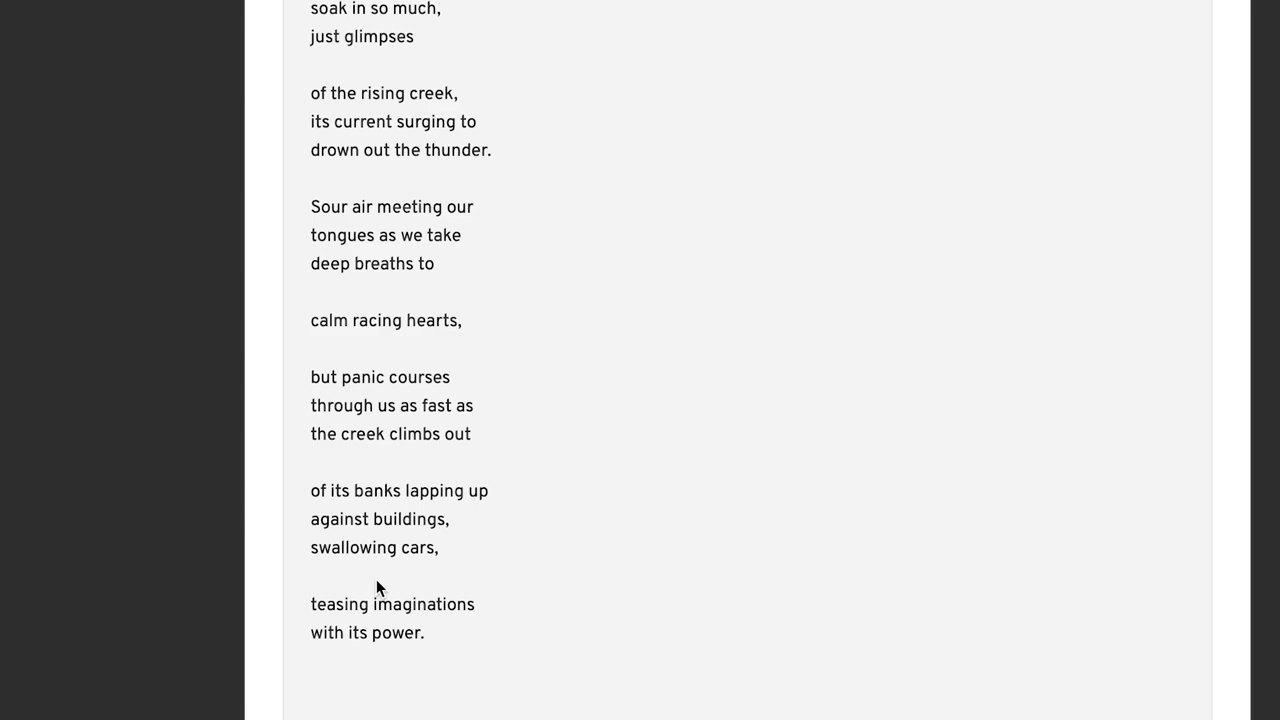 soak in so much,
just glimpses
of the rising creek,
its current surging to
drown out the thunder.
Sour air meeting our
tongues as we take
deep breaths to
calm racing hearts,
but panic courses
through us as fast as
the creek climbs out
of its banks lapping up
against buildings,
swallowing cars,
teasing imaginations
with its power.